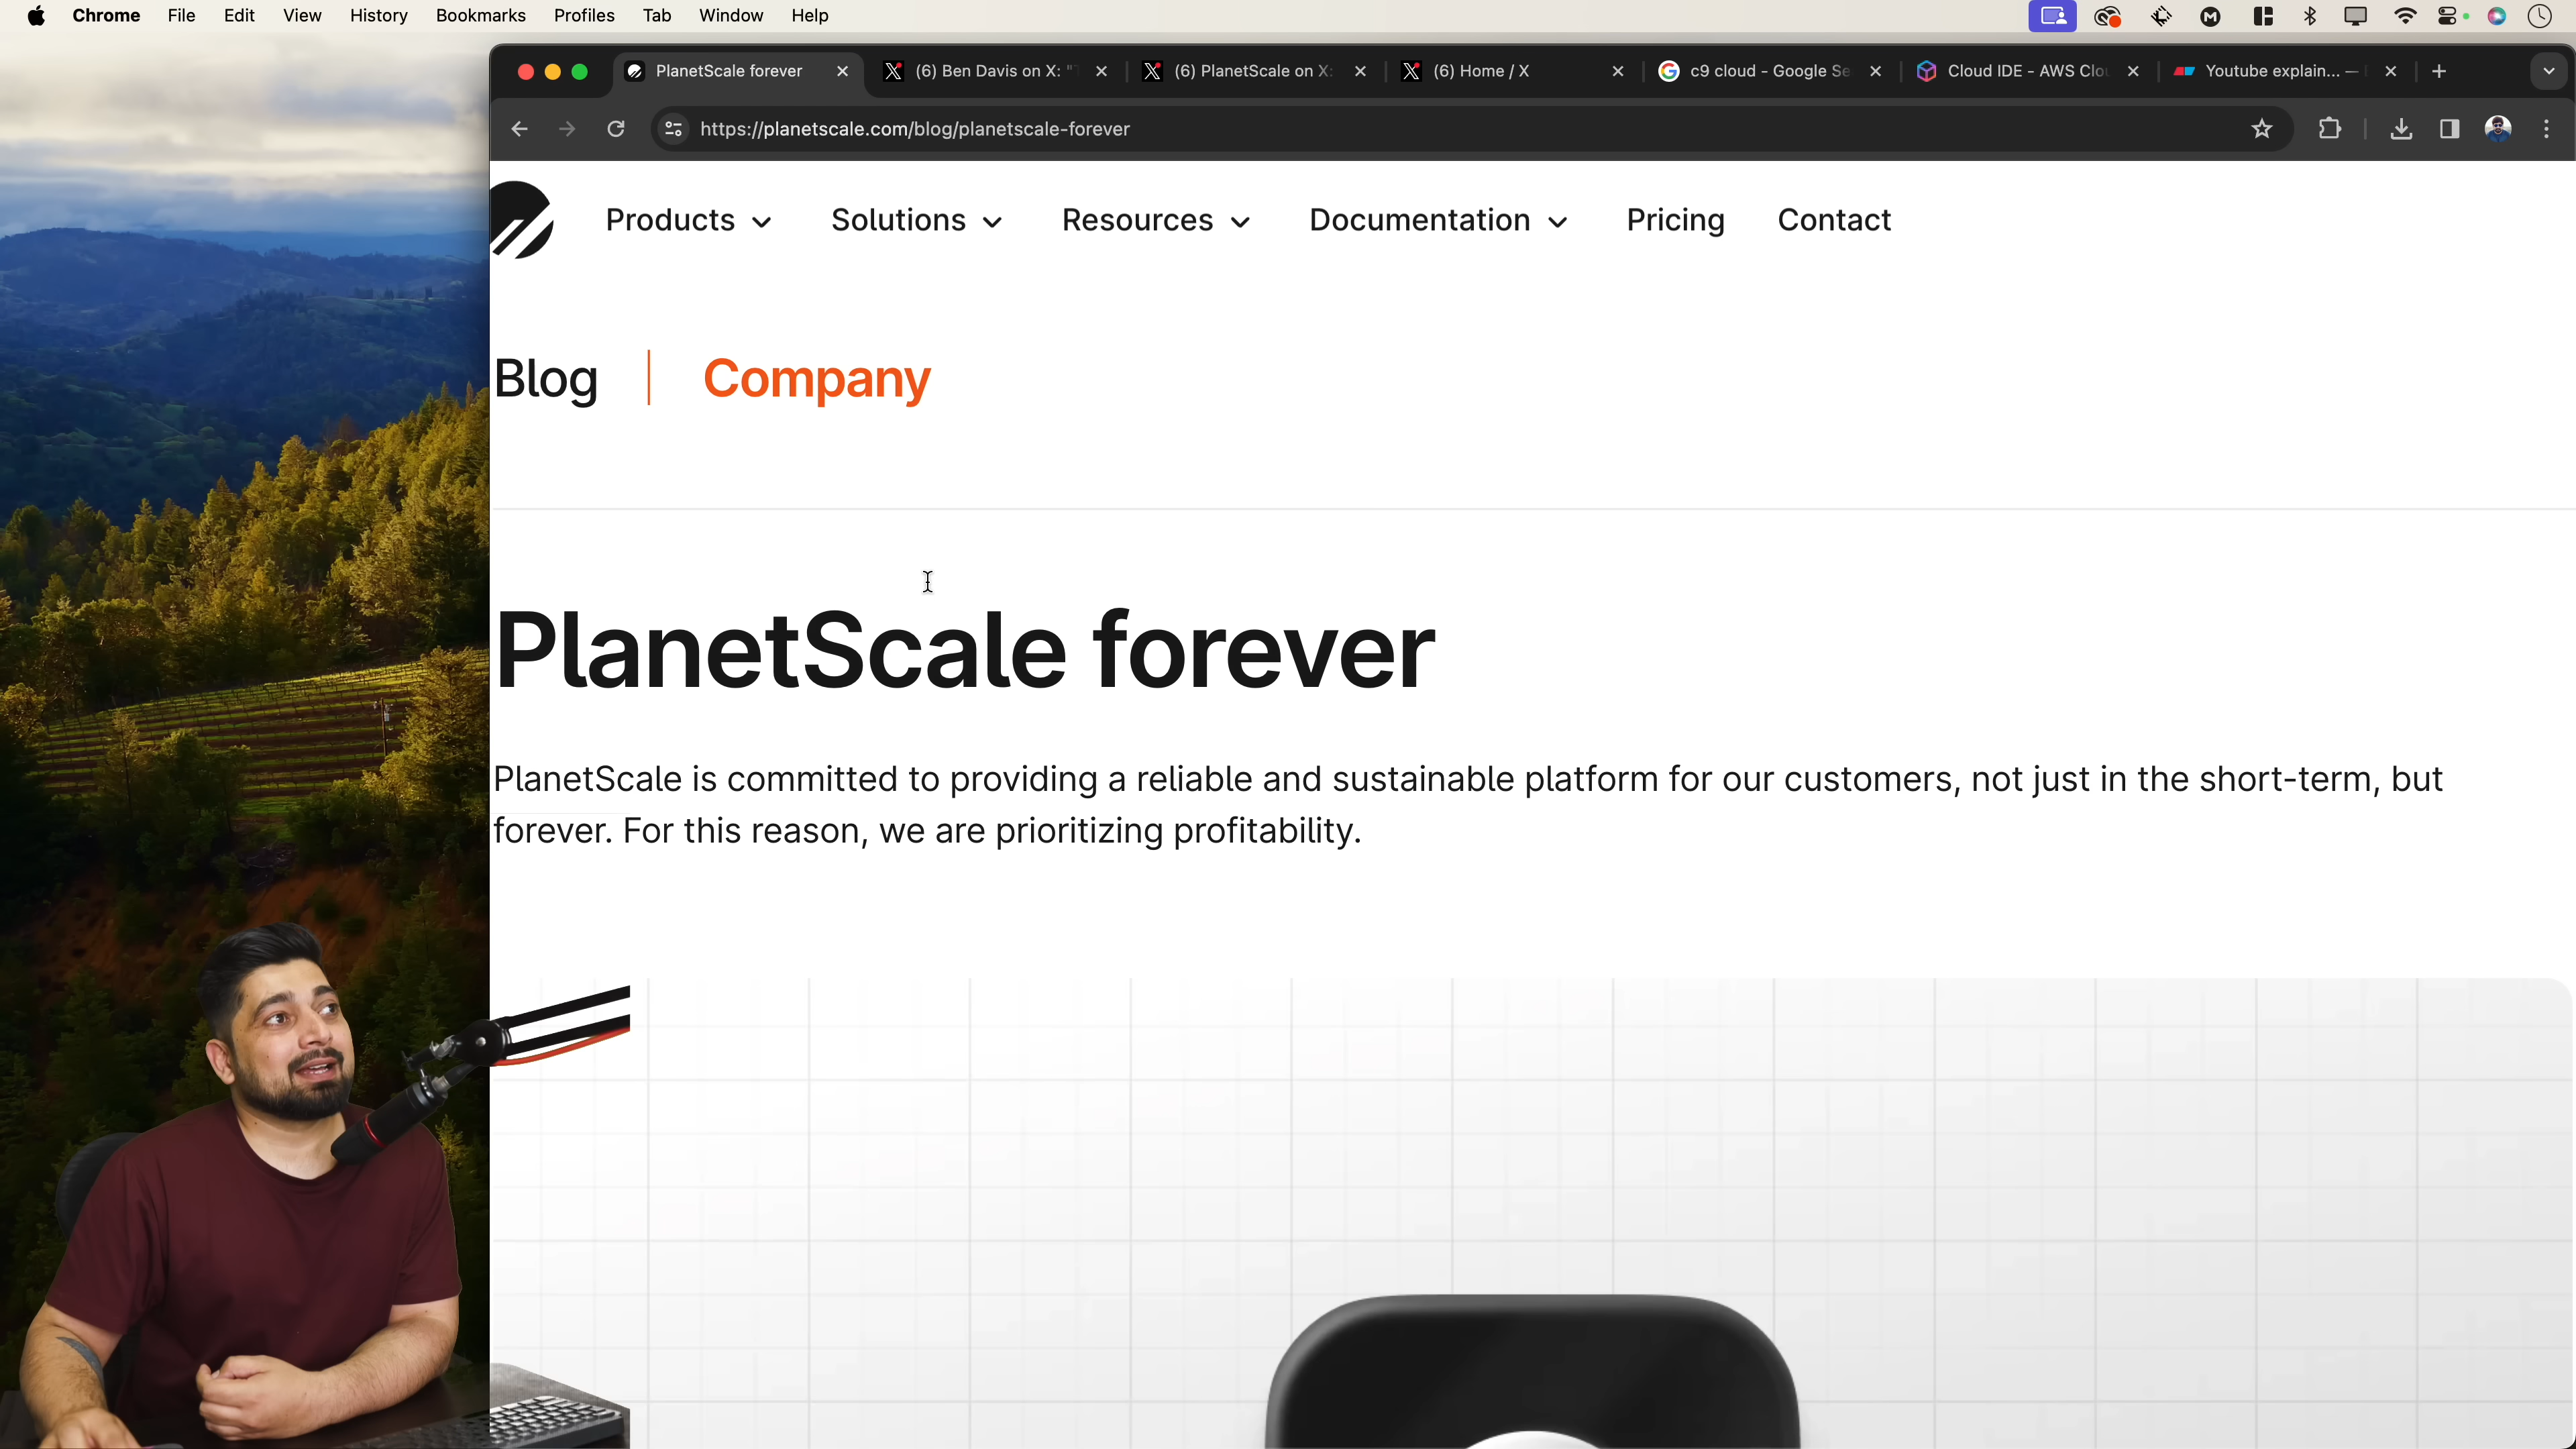 Chrome File Edit View History Bookmarks Profiles Tab Window Help
PlanetScale forever (6) Ben Davis on X: " (6) PlanetScale on X: (6) Home / X c9 cloud - Google Se Cloud IDE - AWS Clo Youtube explain... —
https://planetscale.com/blog/planetscale-forever
Products Solutions Resources Documentation Pricing Contact
Blog | Company
PlanetScale forever
PlanetScale is committed to providing a reliable and sustainable platform for our customers, not just in the short-term, but
forever. For this reason, we are prioritizing profitability.